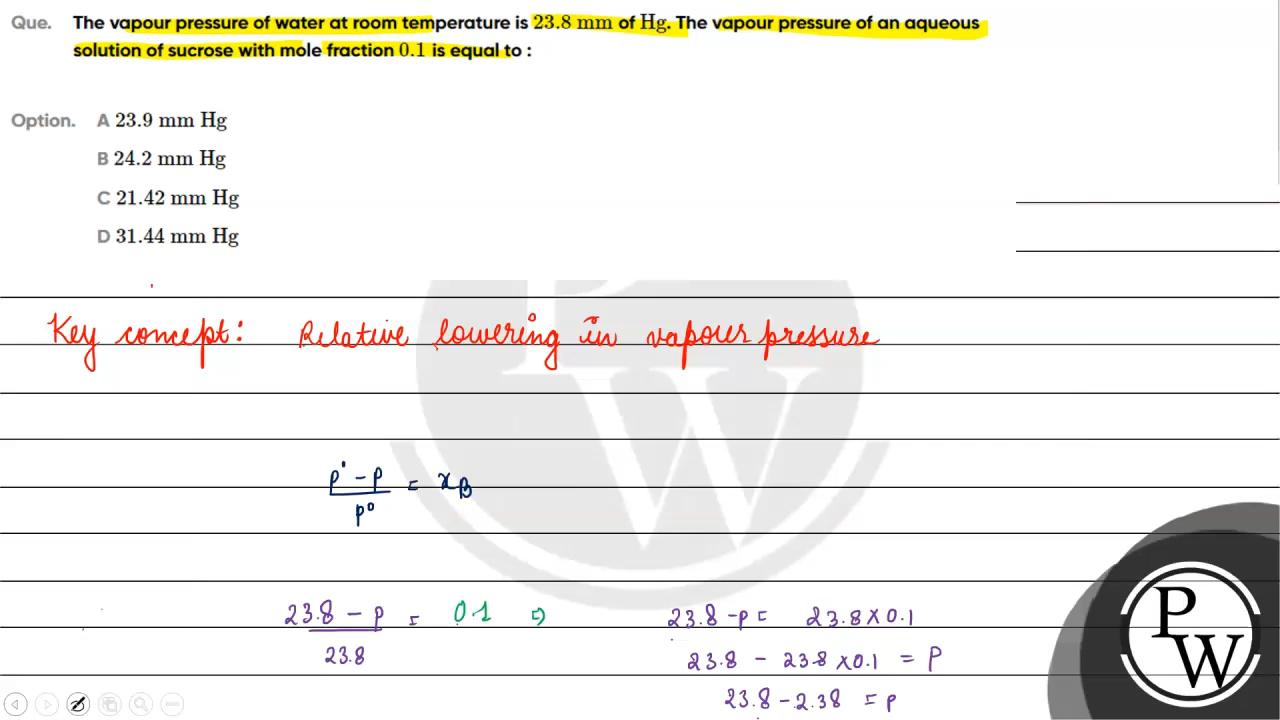 Que. The vapour pressure of water at room temperature is 23.8 mm of Hg. The vapour pressure of an aqueous
solution of sucrose with mole fraction 0.1 is equal to :
Option. A 23.9 mm Hg
B 24.2 mm Hg
C 21.42 mm Hg
D 31.44 mm Hg
Key concept: Relative lowering in vapour pressure
p° - p / p° = x_B
23.8 - p / 23.8 = 0.1 ⇒ 23.8 - p = 23.8 × 0.1
23.8 - 23.8 × 0.1 = P
23.8 - 2.38 = p
PW